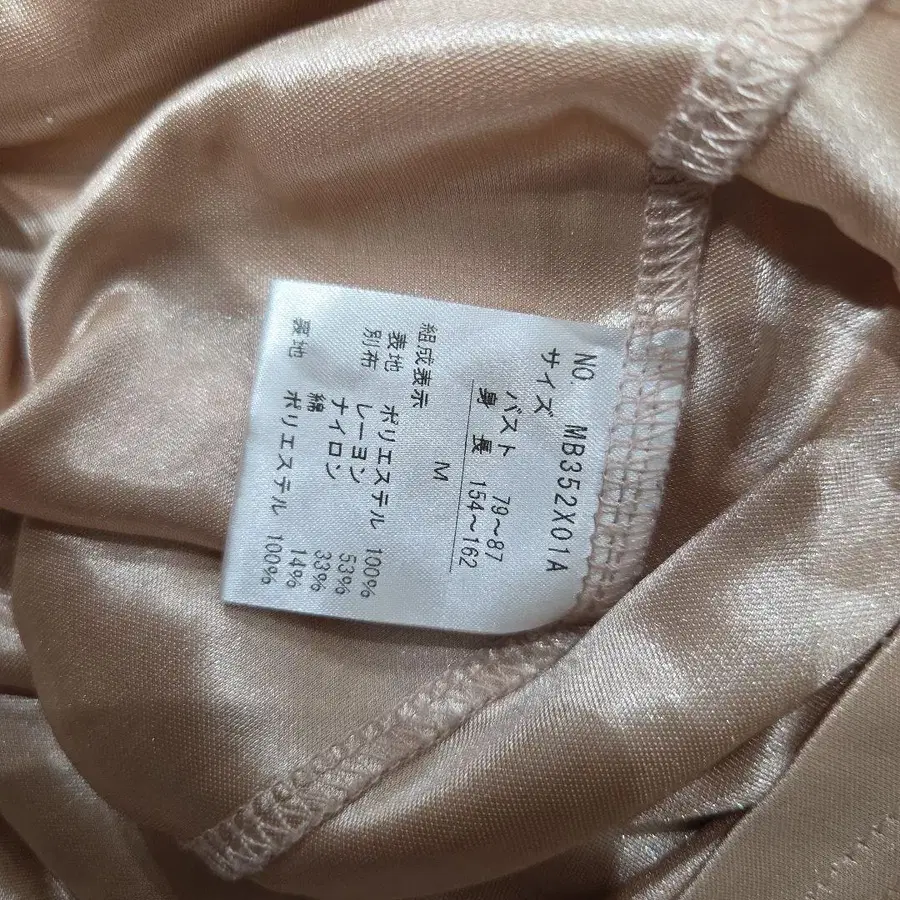 NO. MB352X01A
サイズ
バスト 79～87
身長 154～162
M
組成表示
表地 ポリエステル 100%
別布 レーヨン 53%
ナイロン 33%
綿 14%
裏地 ポリエステル 100%